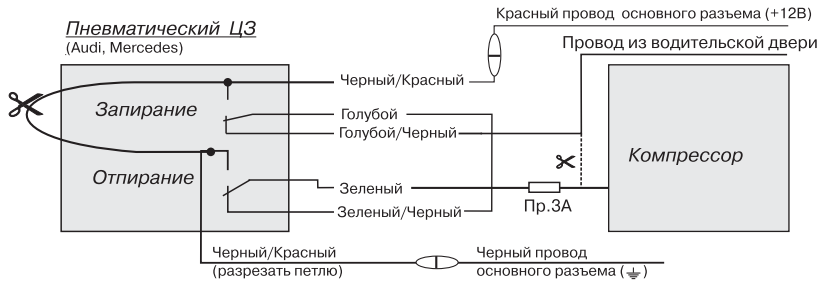 Красный провод основного разъема (+12В)
Пневматический ЦЗ
(Audi, Mercedes)
Провод из водительской двери
Черный/Красный
Запирание
Голубой
Голубой/Черный
Компрессор
Отпирание
Зеленый
Пр.3А
Зеленый/Черный
Черный/Красный
(разрезать петлю)
Черный провод
основного разъема (⏚)